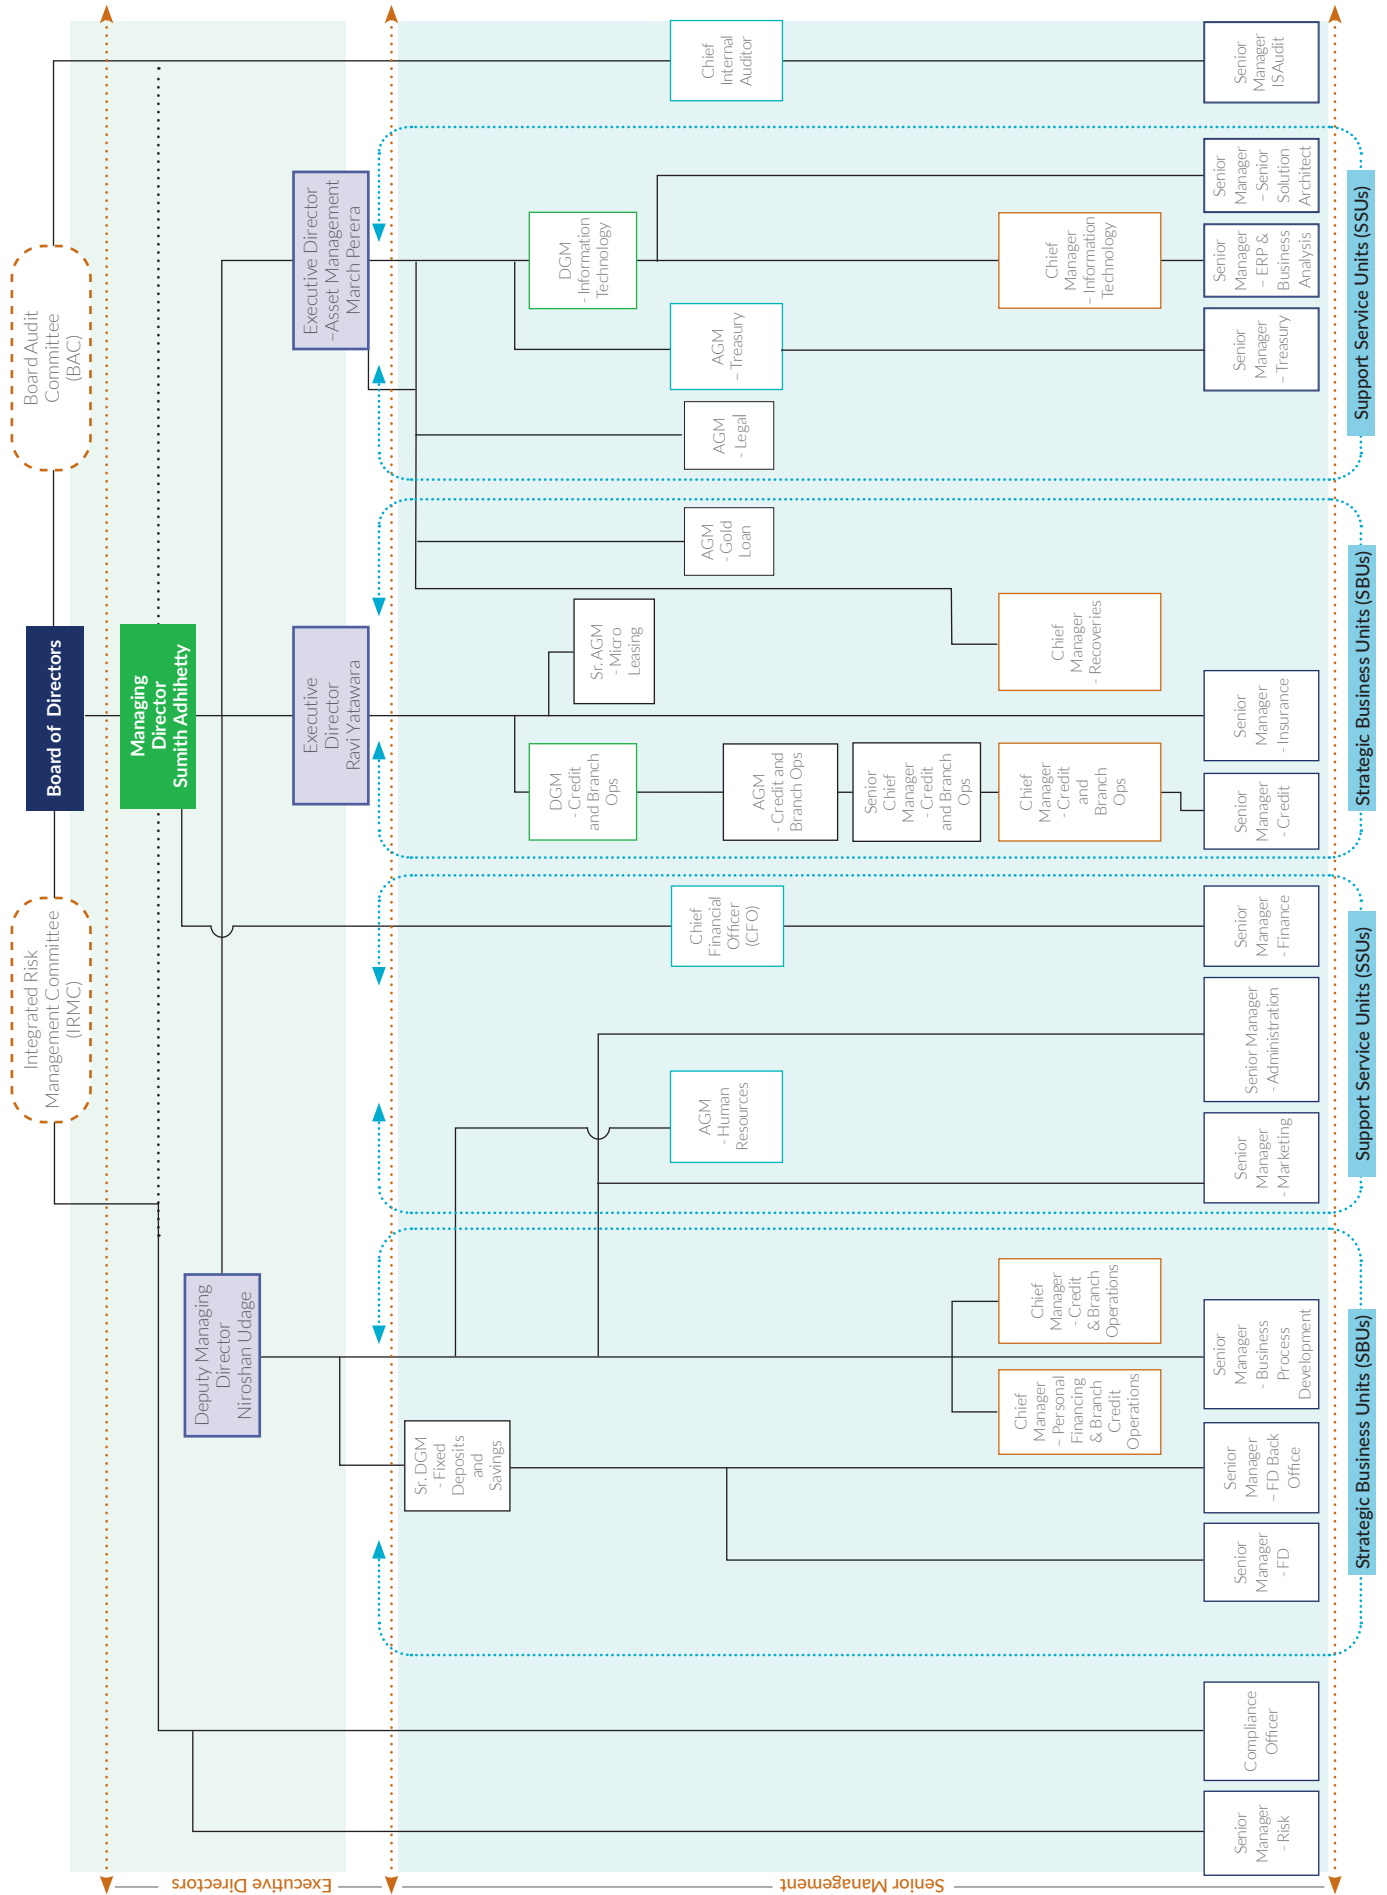 Board of Directors
Integrated Risk
Management Committee
(IRMC)
Board Audit
Committee
(BAC)
Managing
Director
Sumith Adhihetty
Deputy Managing
Director
Niroshan Udage
Executive
Director
Ravi Yatawara
Executive Director
–Asset Management
March Perera
Executive Directors
Senior Management
Sr. DGM
- Fixed
Deposits
and
Savings
DGM
- Credit
and Branch
Ops
Sr. AGM
- Micro
Leasing
DGM
- Information
Technology
AGM
- Human
Resources
Chief
Financial
Officer
(CFO)
AGM
- Credit and
Branch Ops
AGM
- Gold
Loan
AGM
- Legal
AGM
– Treasury
Chief
Internal
Auditor
Senior
Chief
Manager
- Credit
and Branch
Ops
Chief
Manager
– Personal
Financing
& Branch
Credit
Operations
Chief
Manager
- Credit
& Branch
Operations
Chief
Manager
- Credit
and
Branch
Ops
Chief
Manager
- Recoveries
Chief
Manager
- Information
Technology
Senior
Manager
- Risk
Compliance
Officer
Senior
Manager
- FD
Senior
Manager
– FD Back
Office
Senior
Manager
- Business
Process
Development
Senior
Manager
- Marketing
Senior Manager
- Administration
Senior
Manager
- Finance
Senior
Manager
- Credit
Senior
Manager
- Insurance
Senior
Manager
– Treasury
Senior
Manager
– ERP &
Business
Analysis
Senior
Manager
– Senior
Solution
Architect
Senior
Manager
IS Audit
Strategic Business Units (SBUs)
Support Service Units (SSUs)
Strategic Business Units (SBUs)
Support Service Units (SSUs)